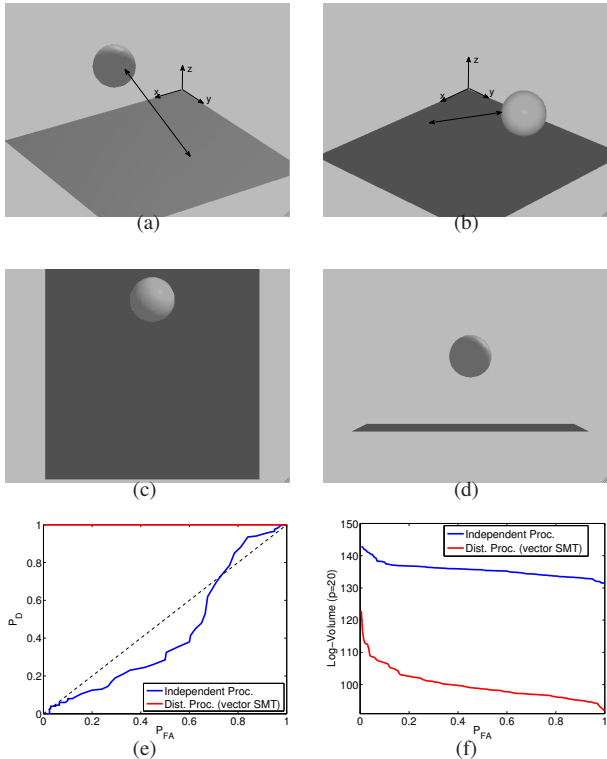 z
x
y
z
x
y
(a)
(b)
(c)
(d)
1
0.8
0.6
0.4
0.2
0
P_D
0.2
0.4
0.6
0.8
1
P_FA
Independent Proc.
Dist. Proc. (vector SMT)
(e)
150
140
130
120
110
100
Log-Volume (p=20)
0
0.2
0.4
0.6
0.8
1
P_FA
Independent Proc.
Dist. Proc. (vector SMT)
(f)